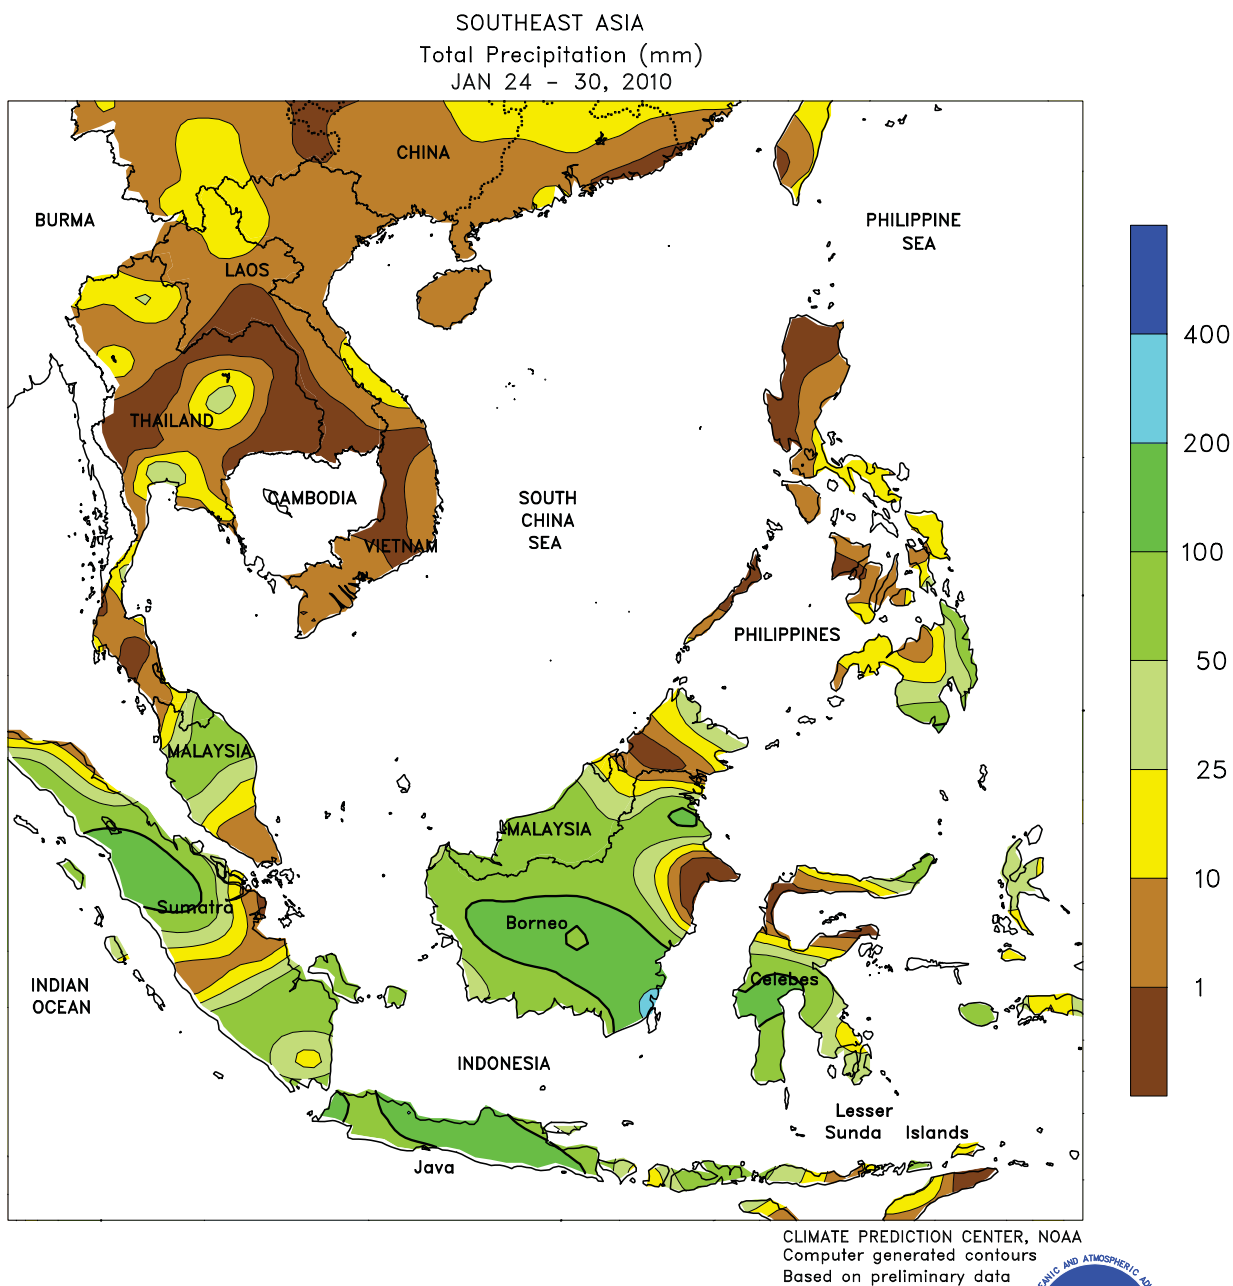 SOUTHEAST ASIA
Total Precipitation (mm)
JAN 24 - 30, 2010
CHINA
BURMA
PHILIPPINE
SEA
LAOS
400
THAILAND
200
CAMBODIA
SOUTH
CHINA
SEA
VIETNAM
100
PHILIPPINES
50
MALAYSIA
25
MALAYSIA
10
Sumatra
Borneo
INDIAN
OCEAN
Celebes
1
INDONESIA
Lesser
Sunda Islands
Java
CLIMATE PREDICTION CENTER, NOAA
Computer generated contours
Based on preliminary data
AND ATMOSPHERIC